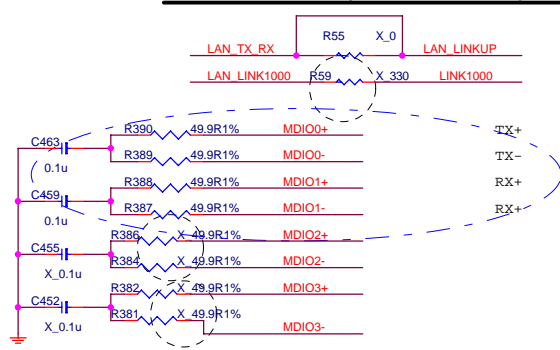 R55 X_0
LAN_TX_RX LAN_LINKUP
LAN_LINK1000 R59 X_330 LINK1000
R390 49.9R1% MDIO0+ TX+
C463
R389 49.9R1% MDIO0- TX-
0.1u
R388 49.9R1% MDIO1+ RX+
C459
R387 49.9R1% MDIO1- RX+
0.1u
R386 X_49.9R1% MDIO2+
C455
R384 X_49.9R1% MDIO2-
X_0.1u
R382 X_49.9R1% MDIO3+
C452
R381 X_49.9R1%
X_0.1u MDIO3-